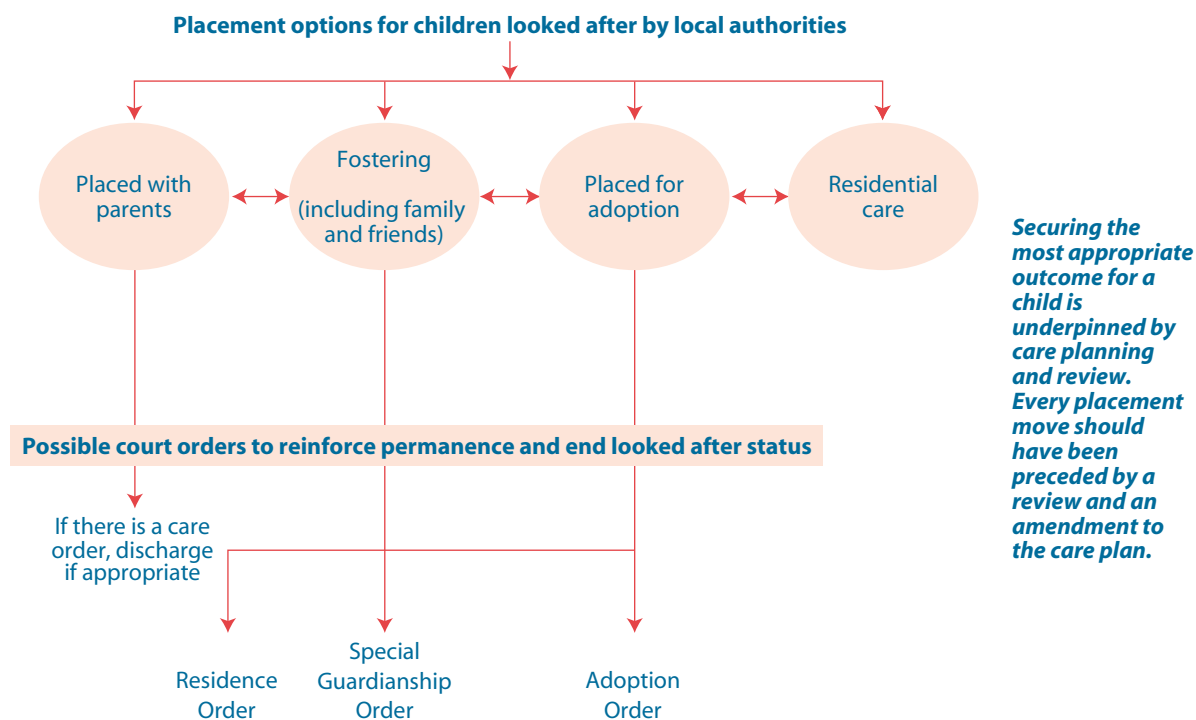 Placement options for children looked after by local authorities
Placed with
parents
Fostering
(including family
and friends)
Placed for
adoption
Residential
care
Securing the
most appropriate
outcome for a
child is
underpinned by
care planning
and review.
Every placement
move should
have been
preceded by a
review and an
amendment to
the care plan.
Possible court orders to reinforce permanence and end looked after status
If there is a care
order, discharge
if appropriate
Residence
Order
Special
Guardianship
Order
Adoption
Order